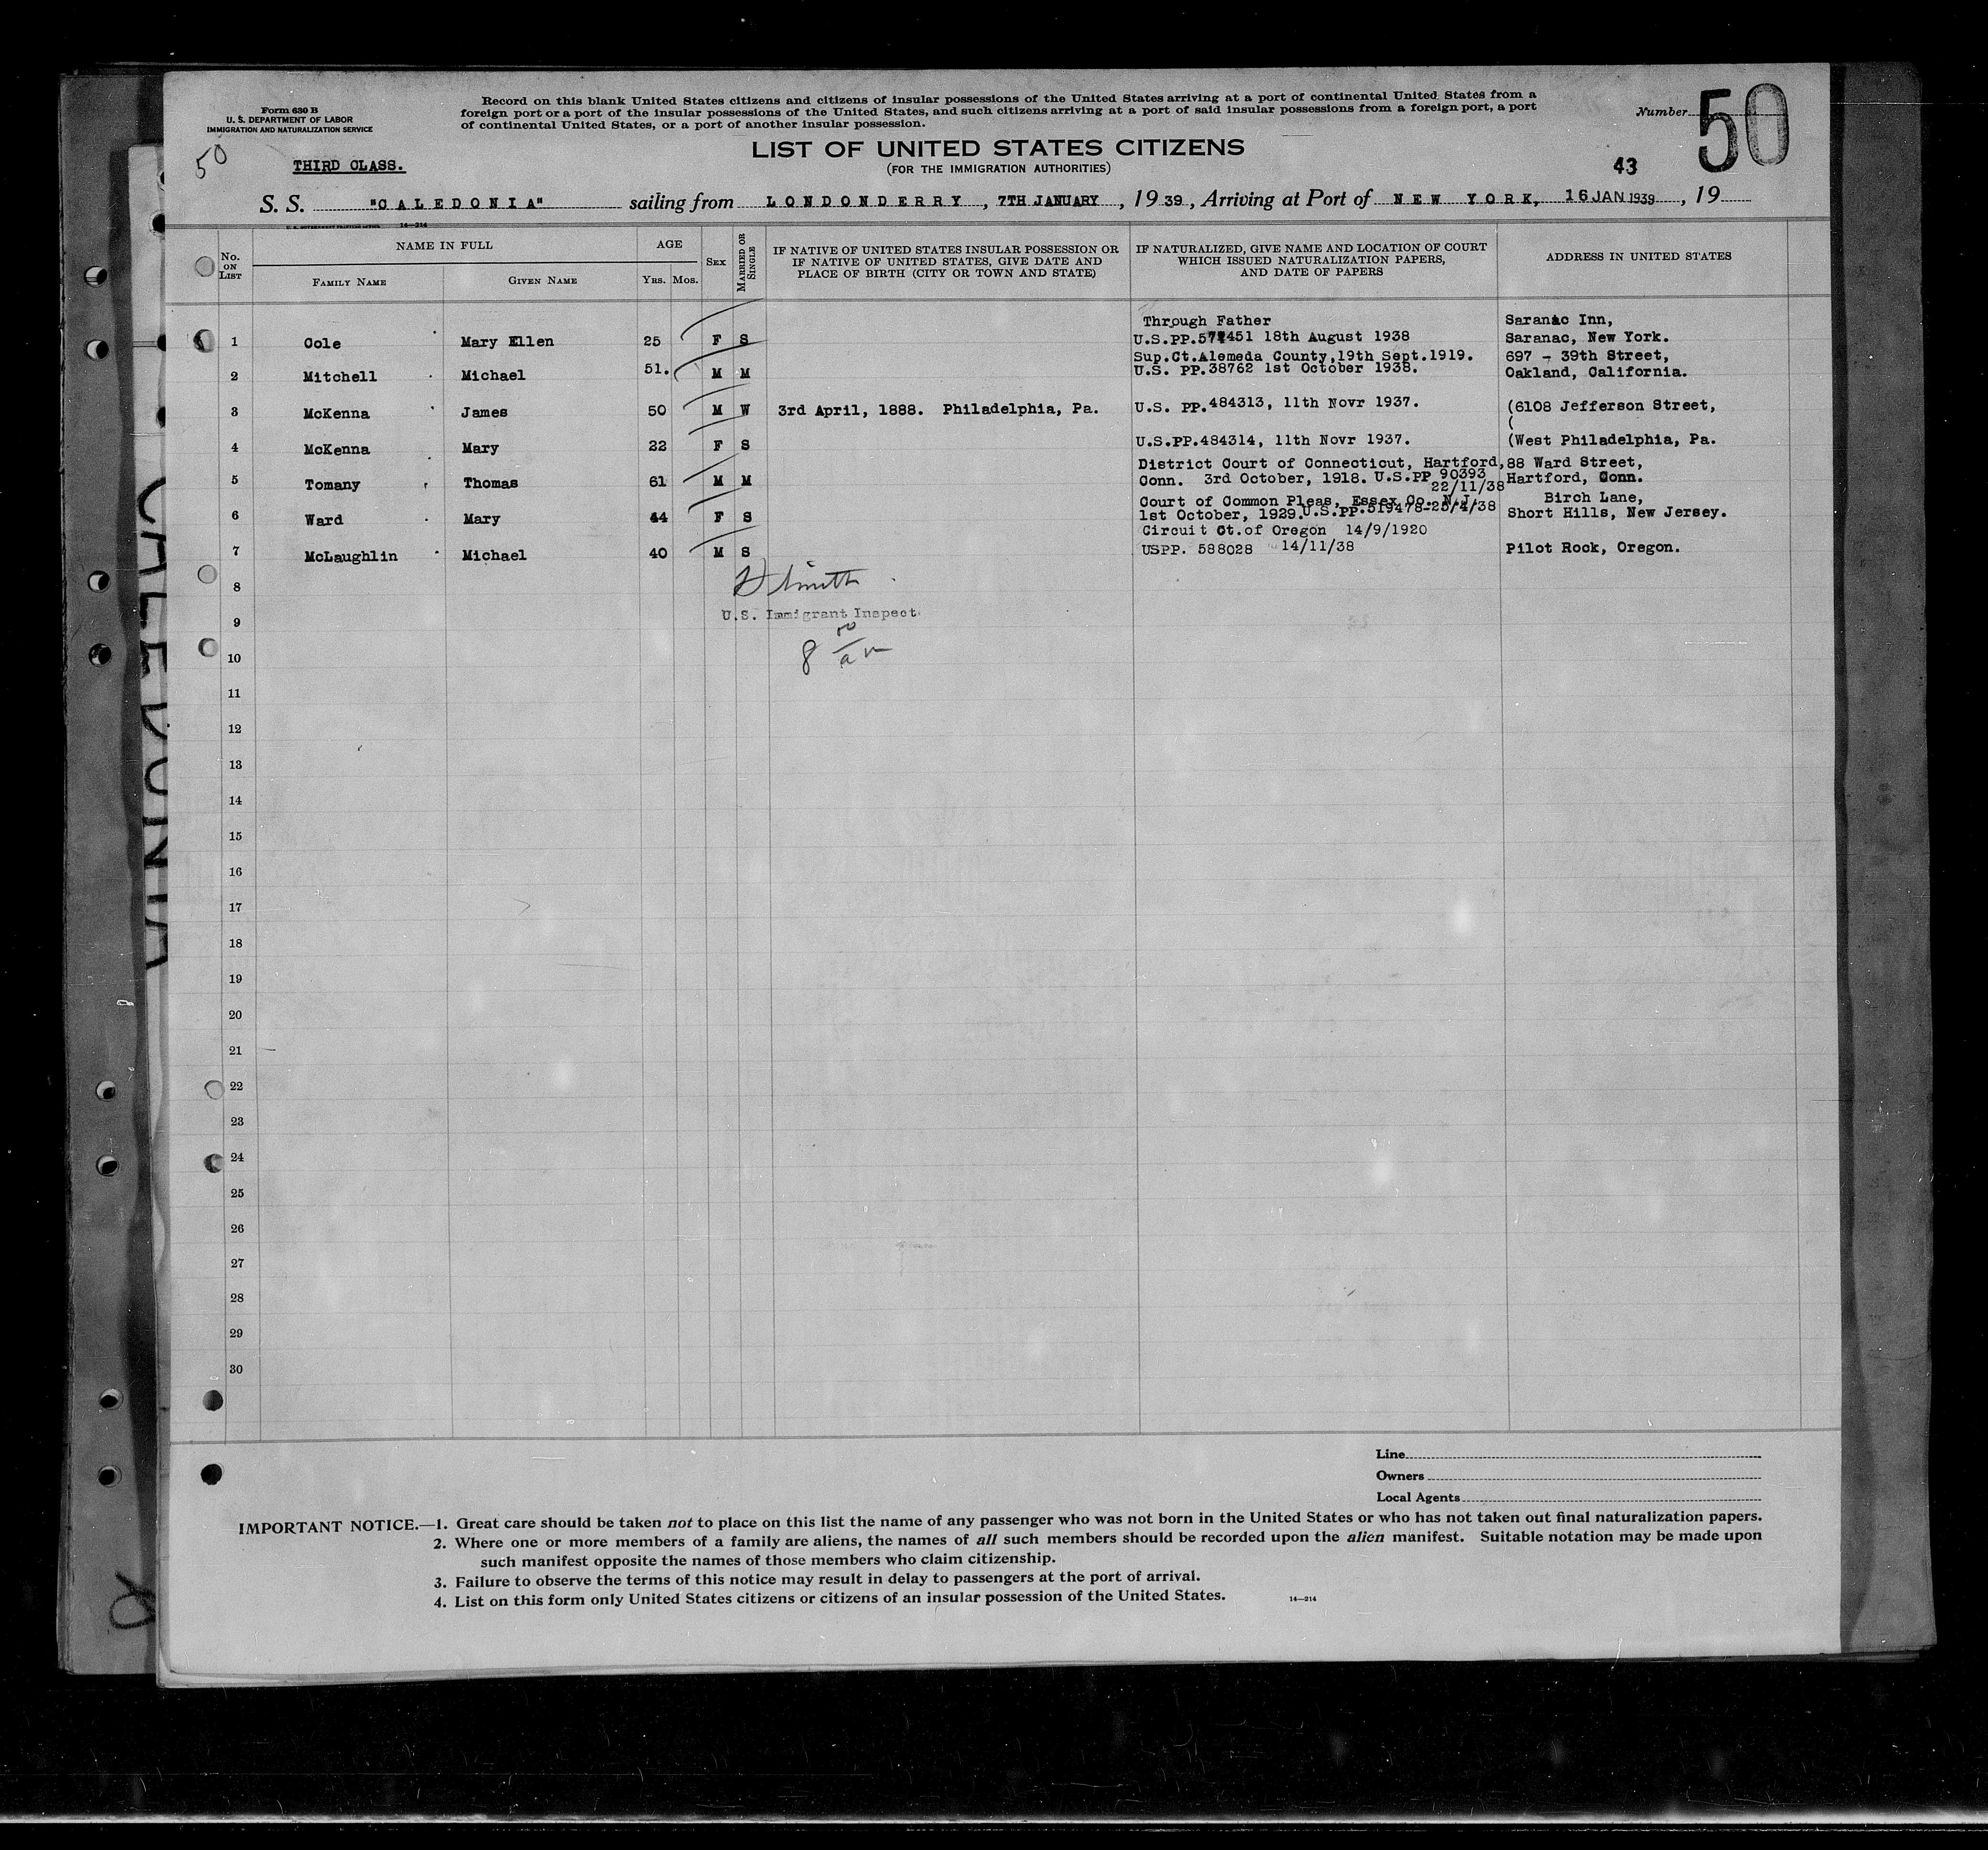 Form 630 B
U. S. DEPARTMENT OF LABOR
IMMIGRATION AND NATURALIZATION SERVICE
Record on this blank United States citizens and citizens of insular possessions of the United States arriving at a port of continental United States from a
foreign port or a port of the insular possessions of the United States, and such citizens arriving at a port of said insular possessions from a foreign port, a port
of continental United States, or a port of another insular possession.
Number 50
50
THIRD CLASS.
LIST OF UNITED STATES CITIZENS
(FOR THE IMMIGRATION AUTHORITIES)
43
S. S. "CALEDONIA" sailing from LONDONDERRY, 7TH JANUARY, 1939, Arriving at Port of NEW YORK, 16 JAN 1939, 19
14—214
No. ON LIST
NAME IN FULL
FAMILY NAME
GIVEN NAME
AGE
YRS. MOS.
SEX
MARRIED OR SINGLE
IF NATIVE OF UNITED STATES INSULAR POSSESSION OR
IF NATIVE OF UNITED STATES, GIVE DATE AND
PLACE OF BIRTH (CITY OR TOWN AND STATE)
IF NATURALIZED, GIVE NAME AND LOCATION OF COURT
WHICH ISSUED NATURALIZATION PAPERS,
AND DATE OF PAPERS
ADDRESS IN UNITED STATES
Through Father Saranac Inn,
1 Cole Mary Ellen 25 F S U.S.PP.571451 18th August 1938 Saranac, New York.
Sup.Ct.Alemeda County,19th Sept.1919. 697 - 39th Street,
2 Mitchell Michael 51. M M U.S. PP.38762 1st October 1938. Oakland, California.
3 McKenna James 50 M W 3rd April, 1888. Philadelphia, Pa. U.S. PP.484313, 11th Novr 1937. (6108 Jefferson Street,
(
4 McKenna Mary 22 F S U.S.PP.484314, 11th Novr 1937. (West Philadelphia, Pa.
District Court of Connecticut, Hartford, 88 Ward Street,
5 Tomany Thomas 61 M M Conn. 3rd October, 1918. U.S.PP 90393 Hartford, Conn.
22/11/38
Court of Common Pleas, Essex Co. N.J. Birch Lane,
6 Ward Mary 44 F S 1st October, 1929.U.S.PP.519478-25/4/38 Short Hills, New Jersey.
Circuit Ct.of Oregon 14/9/1920
7 McLaughlin Michael 40 M S USPP. 588028 14/11/38 Pilot Rock, Oregon.
8
Smith
9
U.S. Immigrant Inspect
8 00 am
10
11
12
13
14
15
16
17
18
19
20
21
22
23
24
25
26
27
28
29
30
Line
Owners
Local Agents
IMPORTANT NOTICE.—1. Great care should be taken not to place on this list the name of any passenger who was not born in the United States or who has not taken out final naturalization papers.
2. Where one or more members of a family are aliens, the names of all such members should be recorded upon the alien manifest. Suitable notation may be made upon
such manifest opposite the names of those members who claim citizenship.
3. Failure to observe the terms of this notice may result in delay to passengers at the port of arrival.
4. List on this form only United States citizens or citizens of an insular possession of the United States. 14—214
CALEDONIA